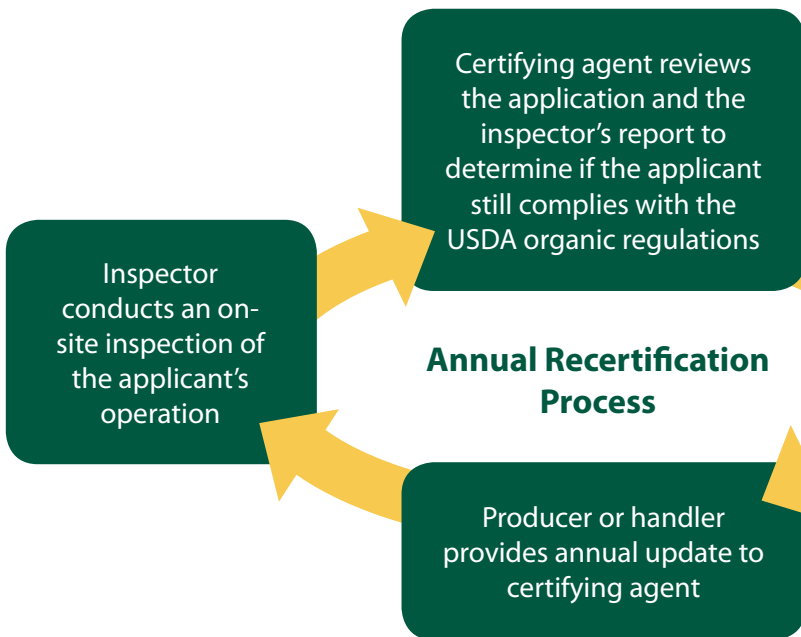 Certifying agent reviews
the application and the
inspector’s report to
determine if the applicant
still complies with the
USDA organic regulations
Inspector
conducts an on-
site inspection of
the applicant’s
operation
Annual Recertification
Process
Producer or handler
provides annual update to
certifying agent